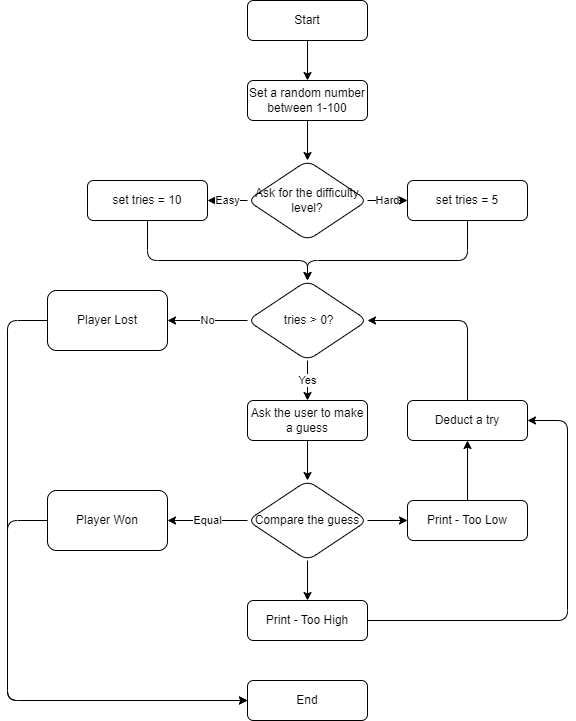 Start
Set a random number
between 1-100
Ask for the difficulty
level?
set tries = 10
Easy
Hard
set tries = 5
Player Lost
No
tries > 0?
Yes
Ask the user to make
a guess
Deduct a try
Player Won
Equal
Compare the guess
Print - Too Low
Print - Too High
End